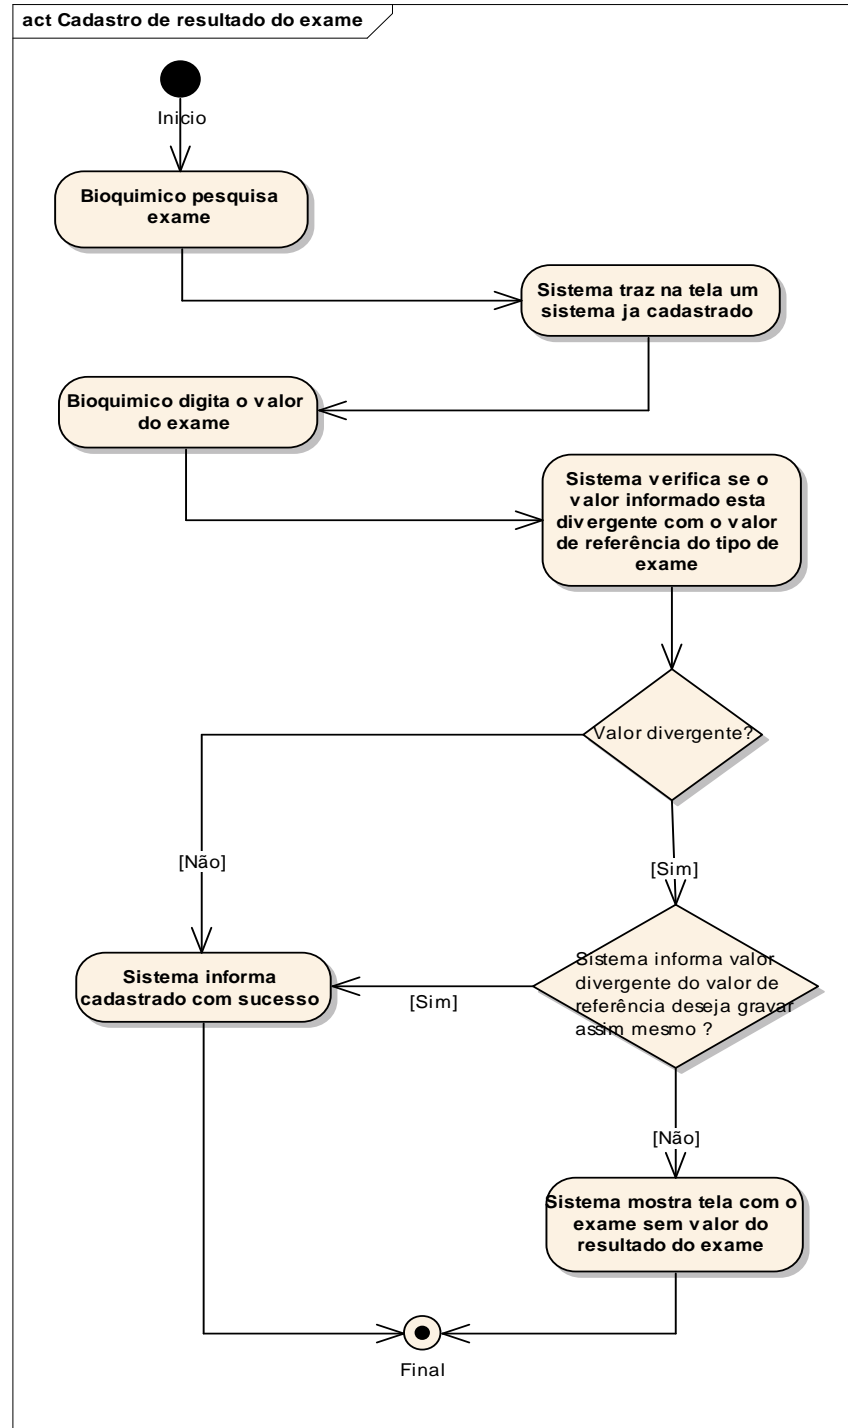 act Cadastro de resultado do exame
Inicio
Bioquimico pesquisa
exame
Sistema traz na tela um
sistema ja cadastrado
Bioquimico digita o valor
do exame
Sistema verifica se o
valor informado esta
divergente com o valor
de referência do tipo de
exame
Valor divergente?
[Não]
[Sim]
Sistema informa valor
divergente do valor de
referência deseja gravar
assim mesmo ?
Sistema informa
cadastrado com sucesso
[Sim]
[Não]
Sistema mostra tela com o
exame sem valor do
resultado do exame
Final